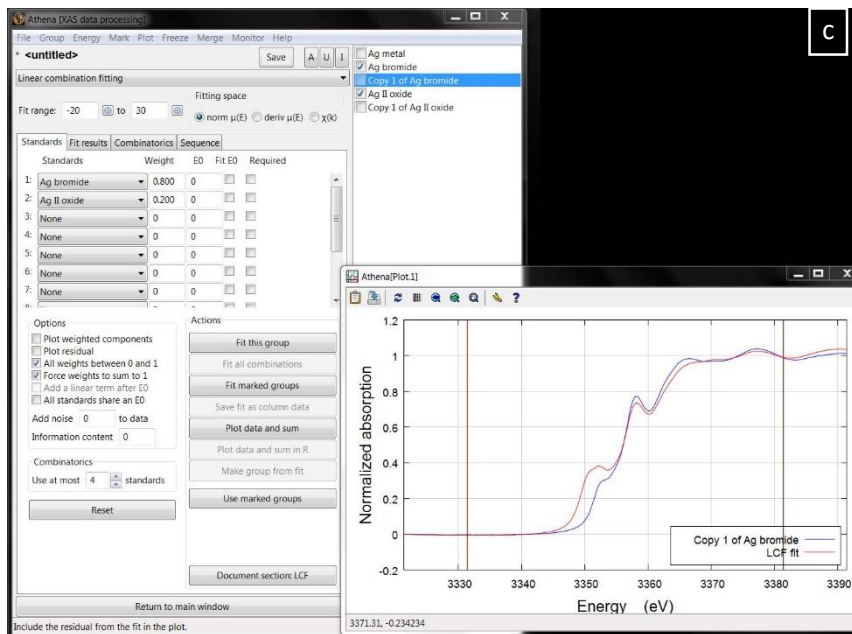 Athena [XAS data processing]
C
File Group Energy Mark Plot Freeze Merge Monitor Help
* <untitled>
Save
A U I
Linear combination fitting
Fit range: -20 to 30
Fitting space
norm μ(E) deriv μ(E) χ(k)
Standards Fit results Combinatorics Sequence
Standards Weight E0 Fit E0 Required
1: Ag bromide 0.800 0
2: Ag II oxide 0.200 0
3: None 0 0
4: None 0 0
5: None 0 0
6: None 0 0
7: None 0 0
Options
Plot weighted components
Plot residual
All weights between 0 and 1
Force weights to sum to 1
Add a linear term after E0
All standards share an E0
Add noise 0 to data
Information content 0
Combinatorics
Use at most 4 standards
Reset
Actions
Fit this group
Fit all combinations
Fit marked groups
Save fit as column data
Plot data and sum
Plot data and sum in R
Make group from fit
Use marked groups
Document section: LCF
Return to main window
Include the residual from the fit in the plot.
Ag metal
Ag bromide
Copy 1 of Ag bromide
Ag II oxide
Copy 1 of Ag II oxide
Athena[Plot.1]
Normalized absorption
1.2
1
0.8
0.6
0.4
0.2
0
-0.2
Copy 1 of Ag bromide
LCF fit
3330 3340 3350 3360 3370 3380 3390
Energy (eV)
3371.31, -0.234234